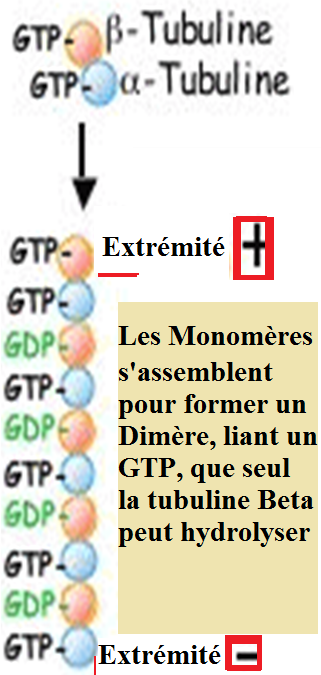 GTP- β-Tubuline
GTP- α-Tubuline
GTP- Extrémité +
GTP-
GDP-
GTP-
GDP-
GTP-
GDP-
GTP-
GDP-
GTP- Extrémité -
Les Monomères
s'assemblent
pour former un
Dimère, liant un
GTP, que seul
la tubuline Beta
peut hydrolyser